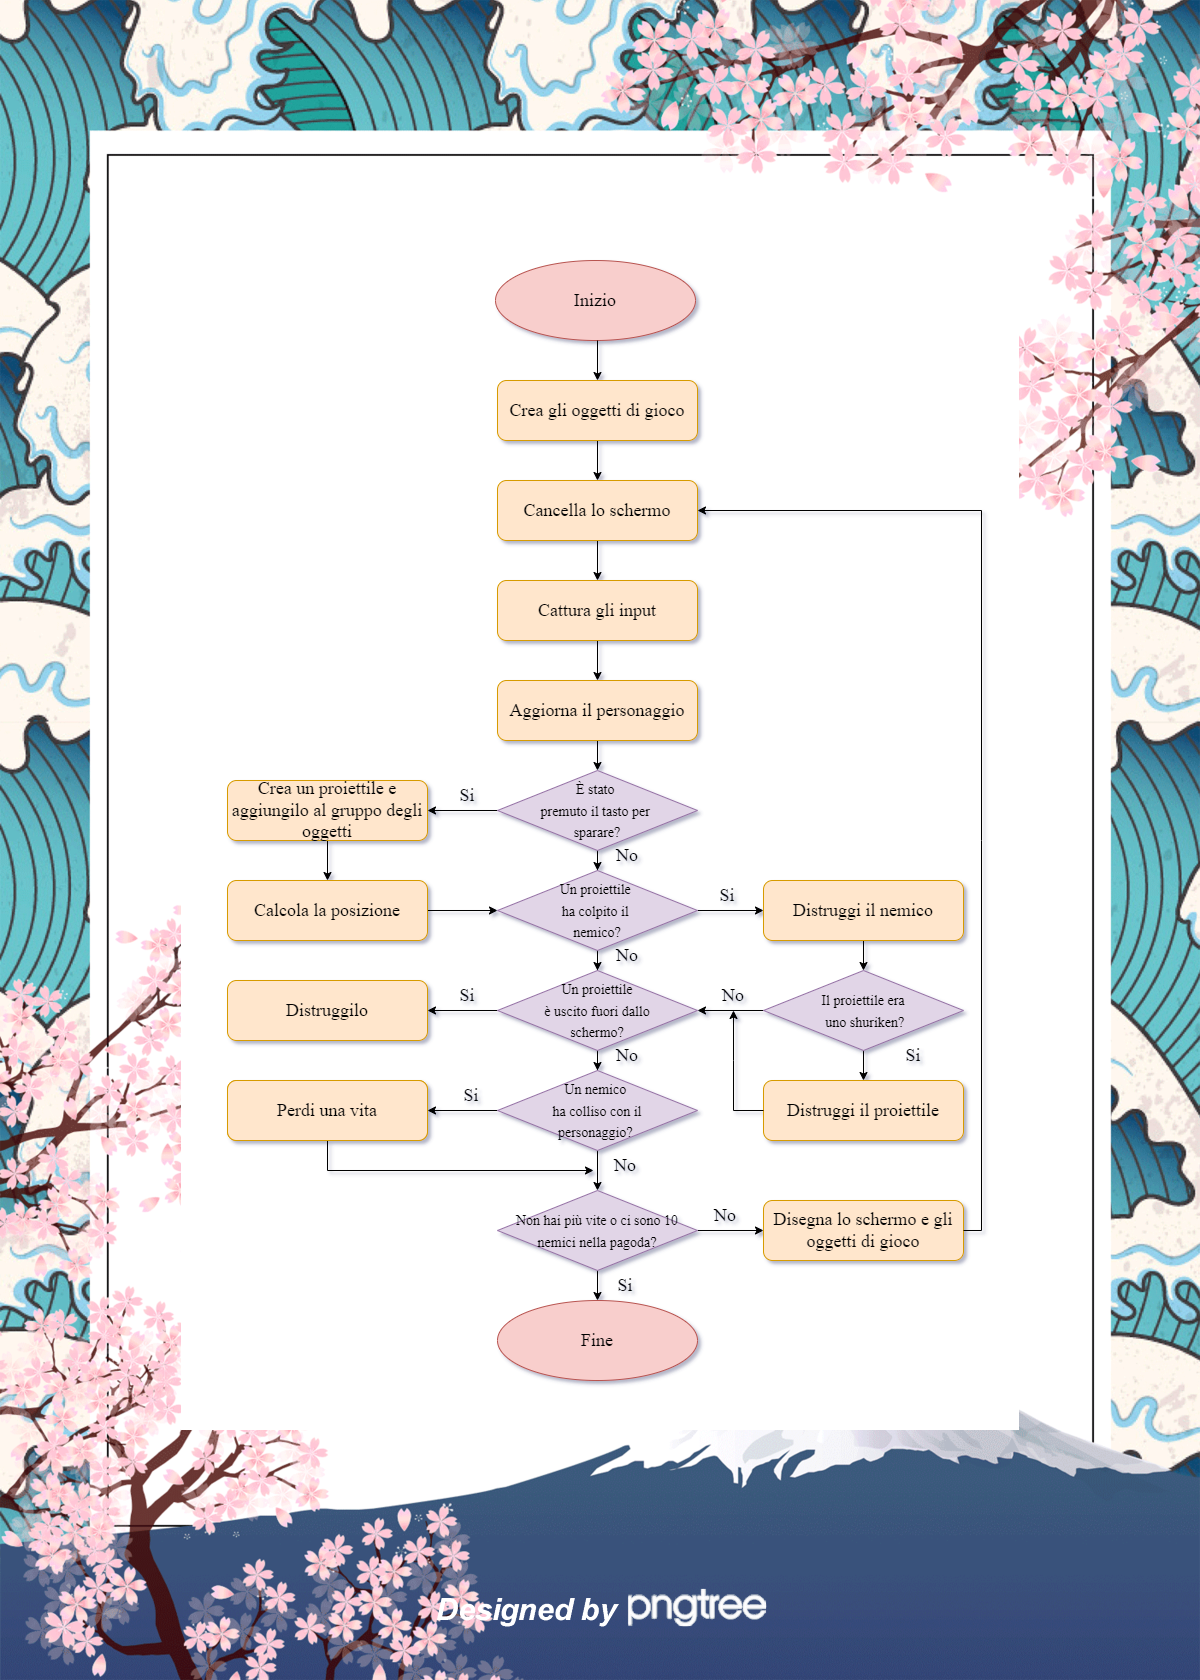 Inizio
Crea gli oggetti di gioco
Cancella lo schermo
Cattura gli input
Aggiorna il personaggio
Crea un proiettile e
aggiungilo al gruppo degli
oggetti
Si
È stato
premuto il tasto per
sparare?
No
Calcola la posizione
Un proiettile
ha colpito il
nemico?
Si
Distruggi il nemico
No
Distruggilo
Si
Un proiettile
è uscito fuori dallo
schermo?
No
Il proiettile era
uno shuriken?
No
Si
Perdi una vita
Si
Un nemico
ha colliso con il
personaggio?
Distruggi il proiettile
No
Non hai più vite o ci sono 10
nemici nella pagoda?
No
Disegna lo schermo e gli
oggetti di gioco
Si
Fine
Designed by pngtree